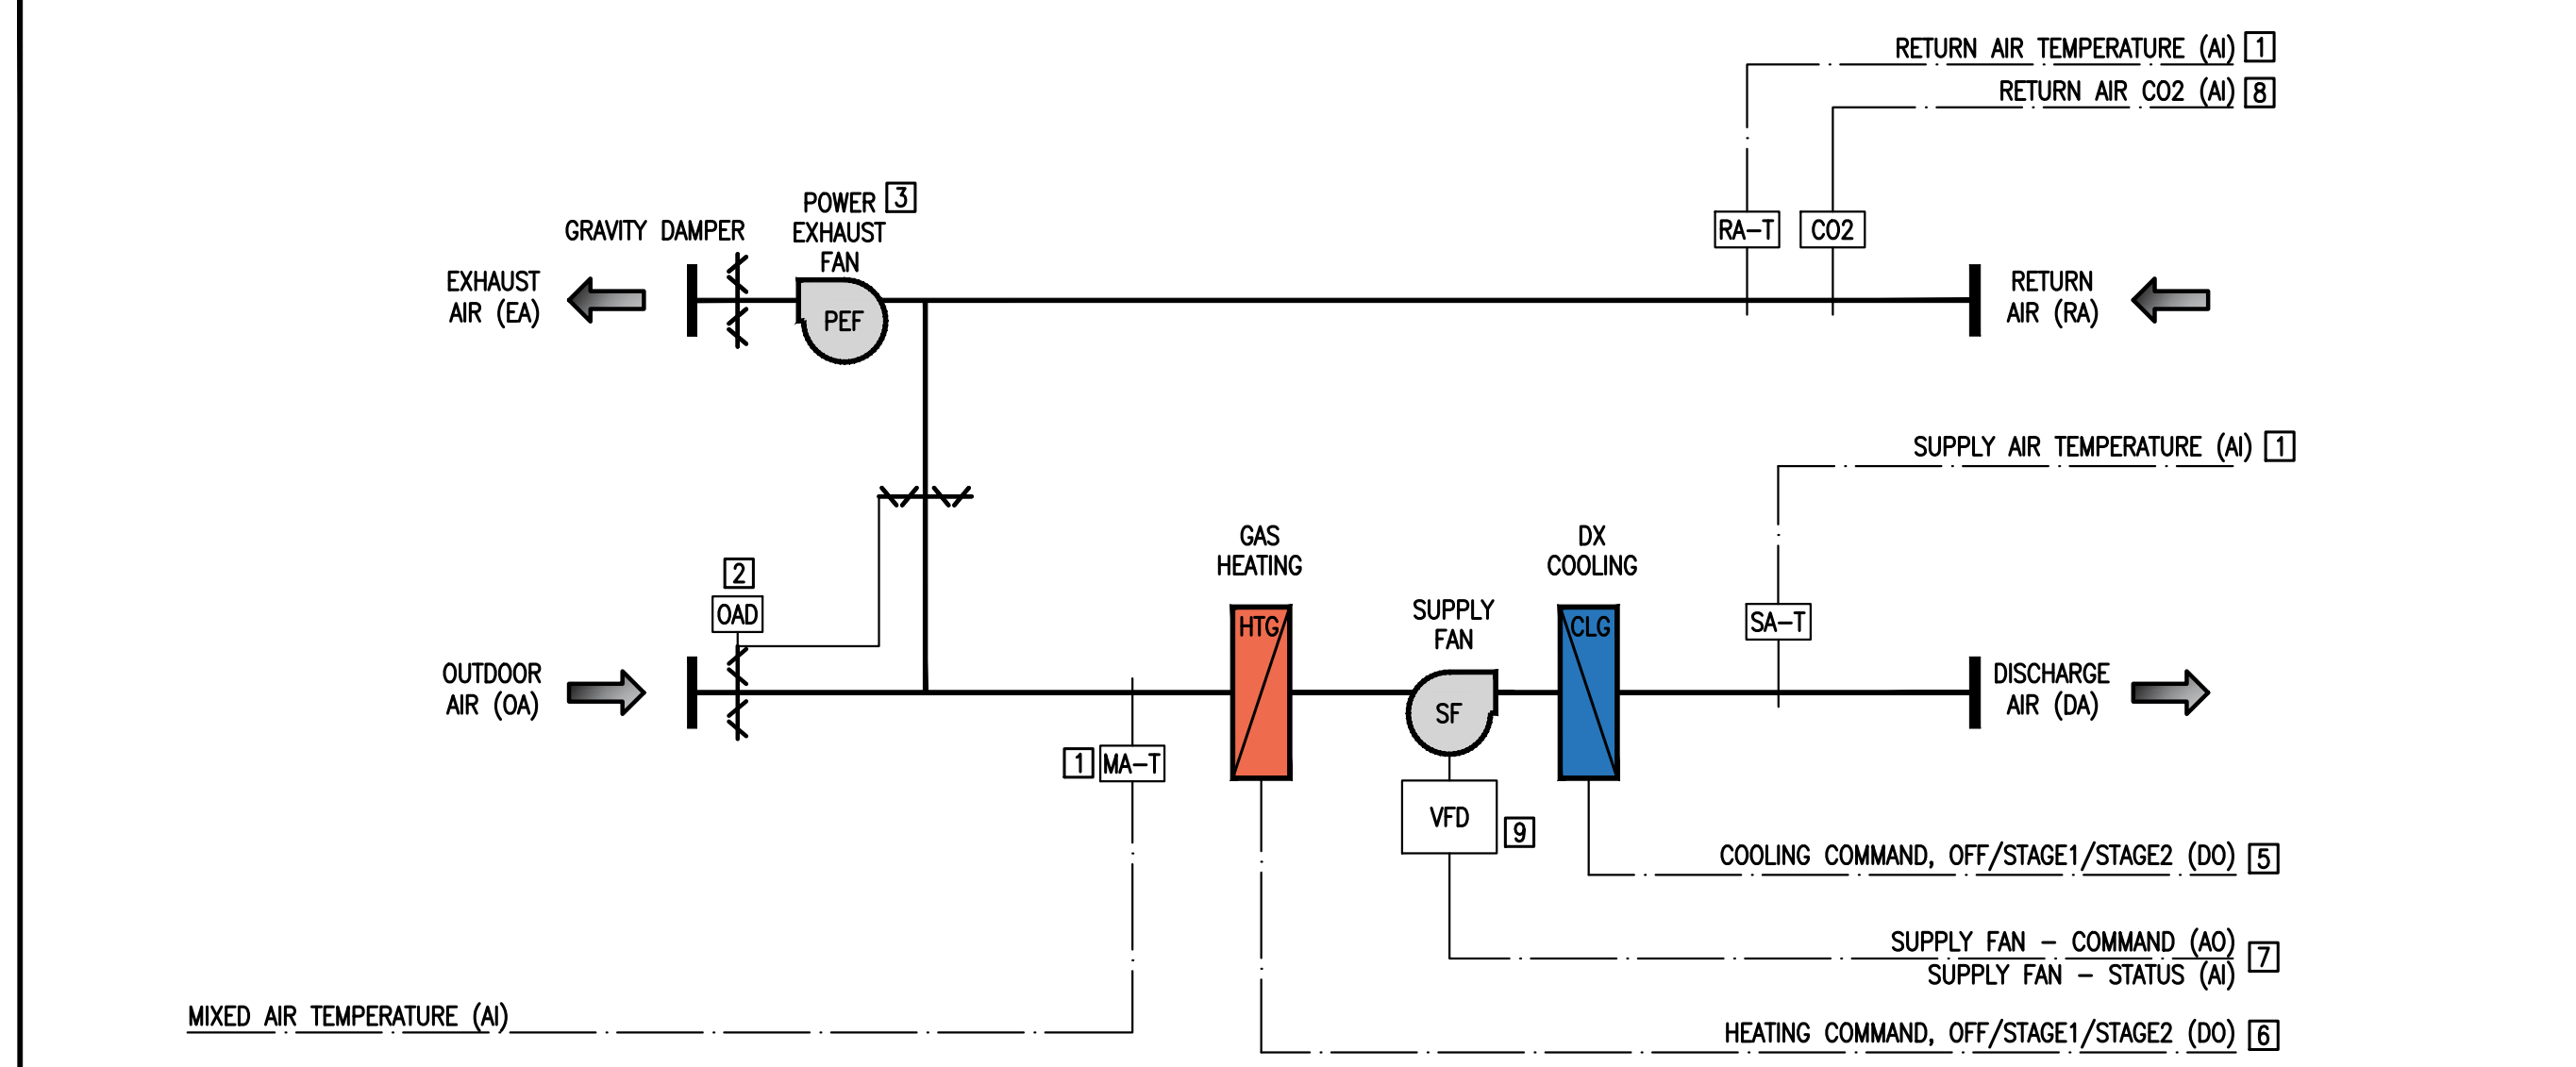 RETURN AIR TEMPERATURE (AI) 1
RETURN AIR CO2 (AI) 8
POWER 3
EXHAUST
FAN
GRAVITY DAMPER
RA-T
CO2
EXHAUST
AIR (EA)
PEF
RETURN
AIR (RA)
SUPPLY AIR TEMPERATURE (AI) 1
GAS
HEATING
DX
COOLING
2
OAD
SUPPLY
FAN
HTG
CLG
SA-T
OUTDOOR
AIR (OA)
SF
DISCHARGE
AIR (DA)
1 MA-T
VFD
9
COOLING COMMAND, OFF/STAGE1/STAGE2 (DO) 5
SUPPLY FAN - COMMAND (AO)
7
SUPPLY FAN - STATUS (AI)
MIXED AIR TEMPERATURE (AI)
HEATING COMMAND, OFF/STAGE1/STAGE2 (DO) 6